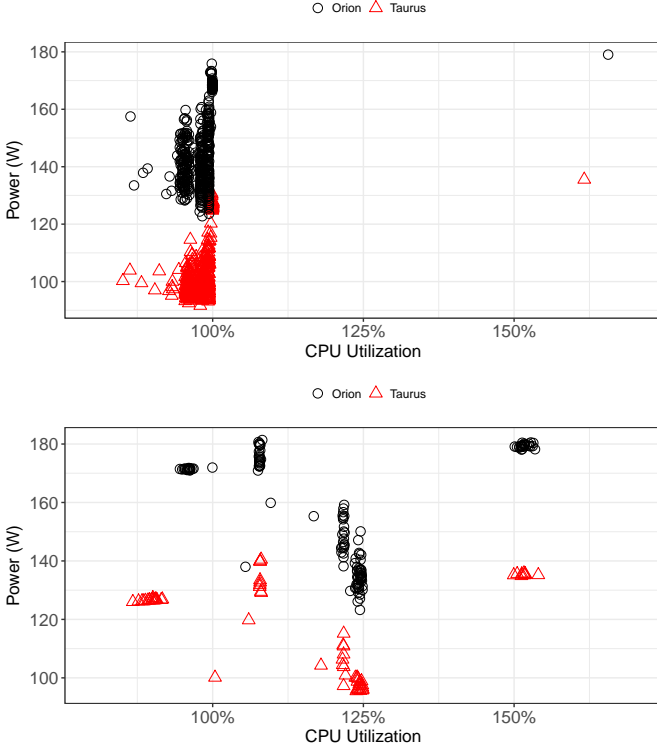 Orion Taurus
180
160
140
120
100
Power (W)
100% 125% 150%
CPU Utilization
Orion Taurus
180
160
140
120
100
Power (W)
100% 125% 150%
CPU Utilization